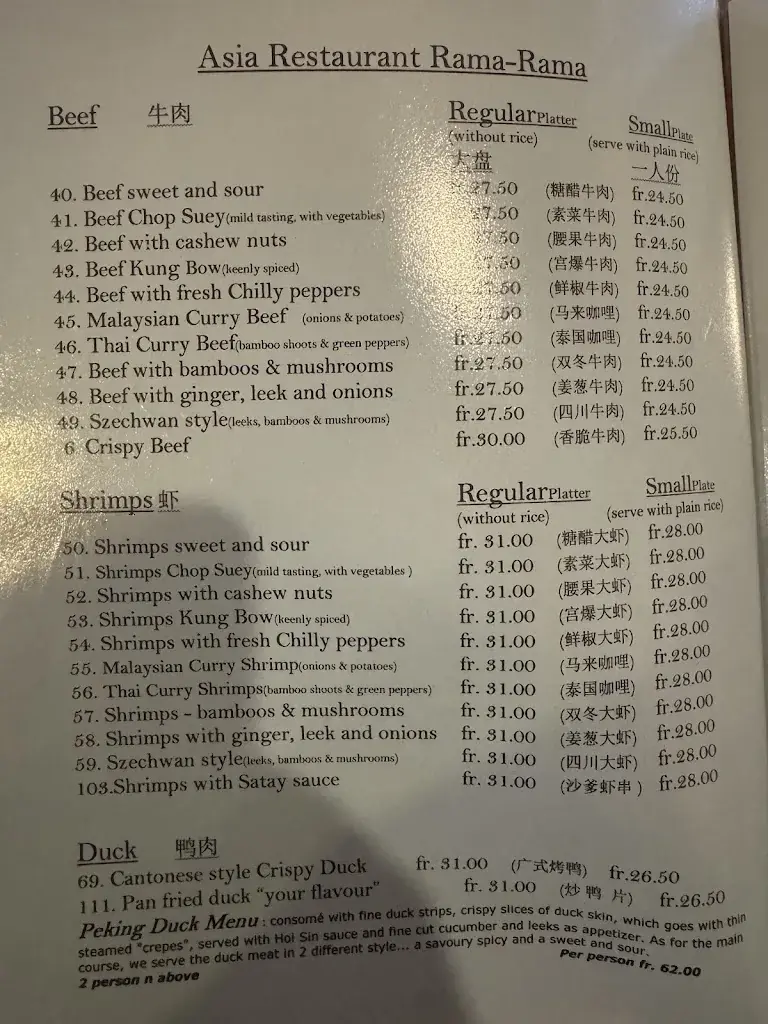 Asia Restaurant Rama-Rama
Beef 牛肉 Regular Platter Small Plate
(without rice) (serve with plain rice)
大盘 一人份
40. Beef sweet and sour fr.27.50 (糖醋牛肉) fr.24.50
41. Beef Chop Suey(mild tasting, with vegetables) 27.50 (素菜牛肉) fr.24.50
42. Beef with cashew nuts 27.50 (腰果牛肉) fr.24.50
43. Beef Kung Bow(keenly spiced) 27.50 (宫爆牛肉) fr.24.50
44. Beef with fresh Chilly peppers 27.50 (鲜椒牛肉) fr.24.50
45. Malaysian Curry Beef (onions & potatoes) fr.27.50 (马来咖哩) fr.24.50
46. Thai Curry Beef(bamboo shoots & green peppers) fr.27.50 (泰国咖哩) fr.24.50
47. Beef with bamboos & mushrooms fr.27.50 (双冬牛肉) fr.24.50
48. Beef with ginger, leek and onions fr.27.50 (姜葱牛肉) fr.24.50
49. Szechwan style(leeks, bamboos & mushrooms) fr.27.50 (四川牛肉) fr.24.50
6 Crispy Beef fr.30.00 (香脆牛肉) fr.25.50
Shrimps 虾 Regular Platter Small Plate
(without rice) (serve with plain rice)
50. Shrimps sweet and sour fr. 31.00 (糖醋大虾) fr.28.00
51. Shrimps Chop Suey(mild tasting, with vegetables ) fr. 31.00 (素菜大虾) fr.28.00
52. Shrimps with cashew nuts fr. 31.00 (腰果大虾) fr.28.00
53. Shrimps Kung Bow(keenly spiced) fr. 31.00 (宫爆大虾) fr.28.00
54. Shrimps with fresh Chilly peppers fr. 31.00 (鲜椒大虾) fr.28.00
55. Malaysian Curry Shrimp(onions & potatoes) fr. 31.00 (马来咖哩) fr.28.00
56. Thai Curry Shrimps(bamboo shoots & green peppers) fr. 31.00 (泰国咖哩) fr.28.00
57. Shrimps - bamboos & mushrooms fr. 31.00 (双冬大虾) fr.28.00
58. Shrimps with ginger, leek and onions fr. 31.00 (姜葱大虾) fr.28.00
59. Szechwan style(leeks, bamboos & mushrooms) fr. 31.00 (四川大虾) fr.28.00
103.Shrimps with Satay sauce fr. 31.00 (沙爹虾串 ) fr.28.00
Duck 鸭肉
69. Cantonese style Crispy Duck fr. 31.00 (广式烤鸭) fr.26.50
111. Pan fried duck “your flavour” fr. 31.00 (炒 鸭 片) fr.26.50
Peking Duck Menu : consomé with fine duck strips, crispy slices of duck skin, which goes with thin
steamed "crepes", served with Hoi Sin sauce and fine cut cucumber and leeks as appetizer. As for the main
course, we serve the duck meat in 2 different style... a savoury spicy and a sweet and sour.
2 person n above Per person fr. 62.00